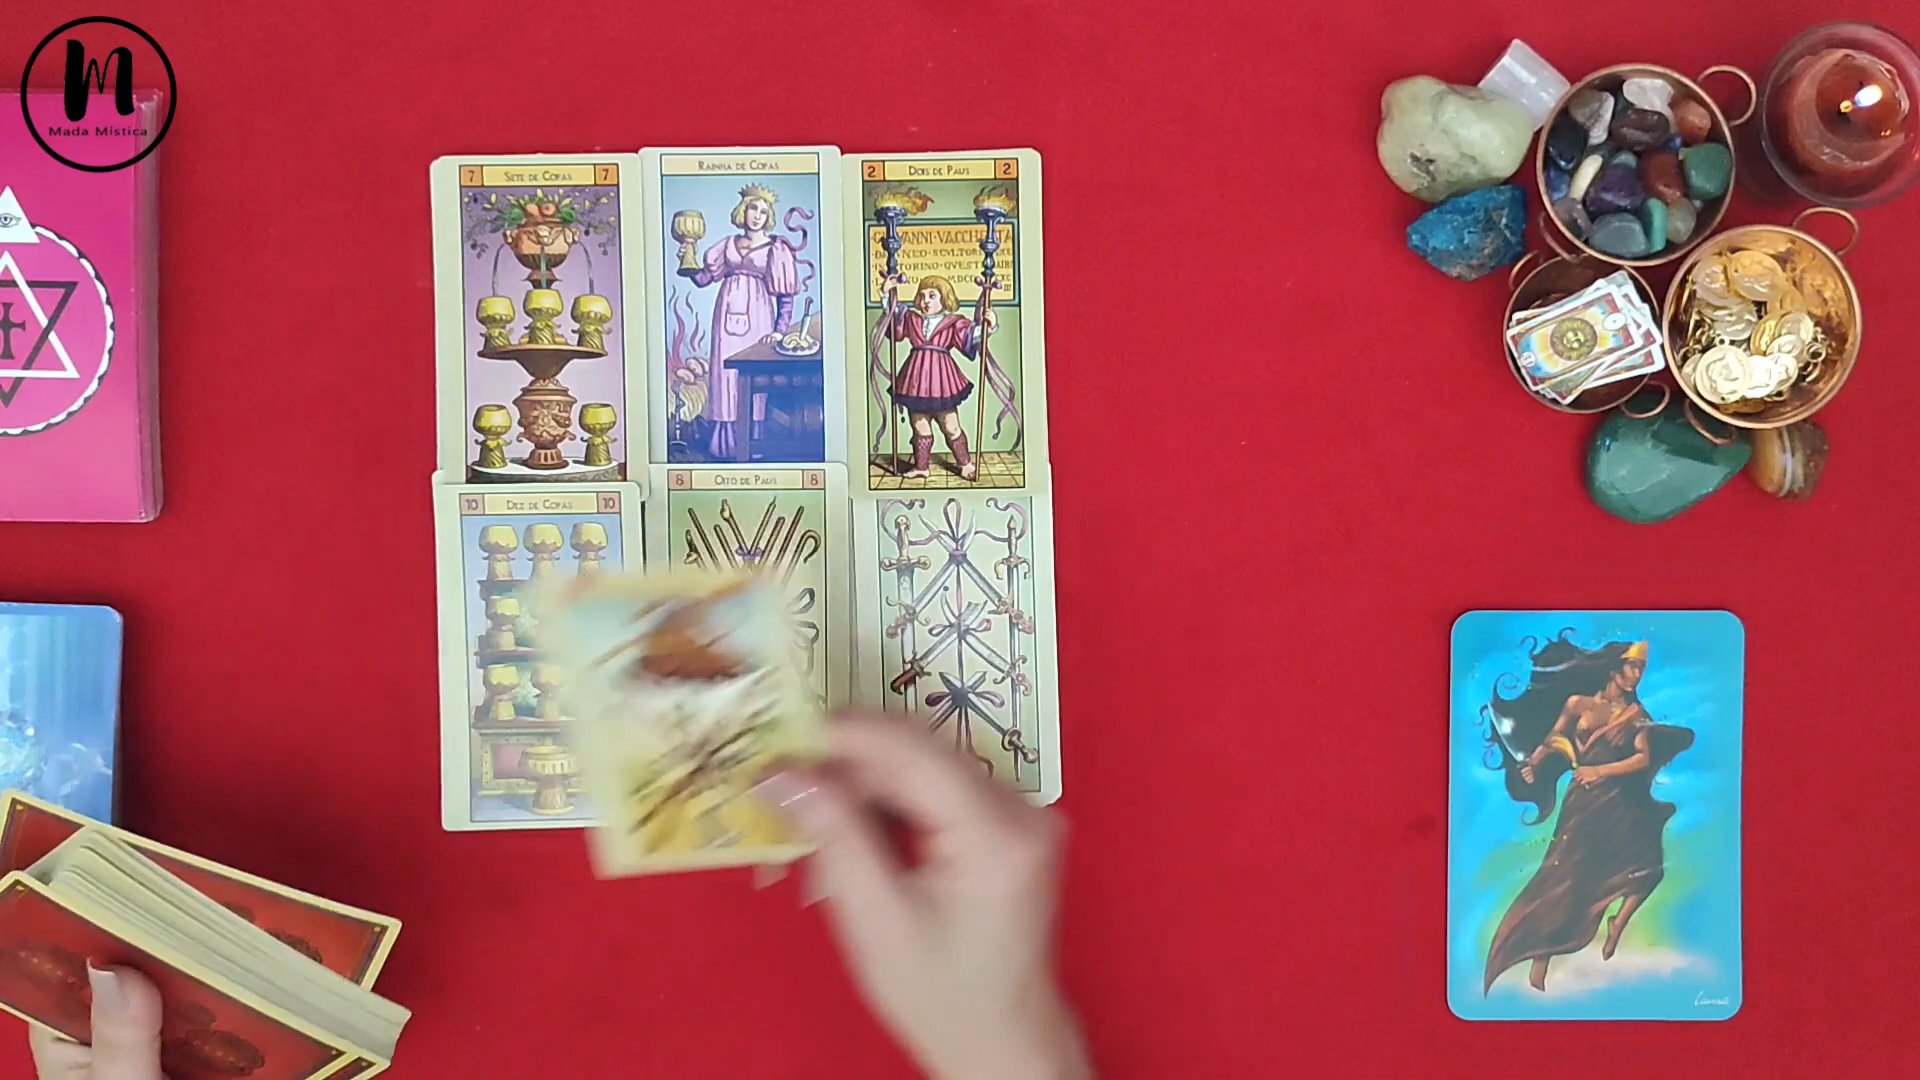 Mada Mística
7 SETE DE COPAS 7
RAINHA DE COPAS
2 DOIS DE PAUS 2
10 DEZ DE COPAS 10
8 OITO DE PAUS 8